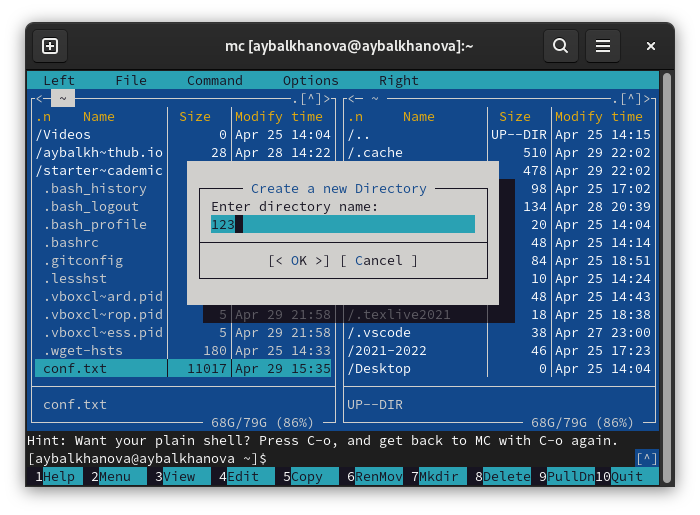 mc [aybalkhanova@aybalkhanova]:~
Left File Command Options Right
<─ ~ .[^]> <─ ~ .[^]>
.n Name Size Modify time .n Name Size Modify time
/Videos 0 Apr 25 14:04 /.. UP--DIR Apr 25 14:15
/aybalkh~thub.io 28 Apr 28 14:22 /.cache 510 Apr 29 22:02
/starter~cademic 478 Apr 29 22:02
.bash_history 98 Apr 25 17:02
.bash_logout 134 Apr 28 20:39
.bash_profile 20 Apr 25 14:04
.bashrc 48 Apr 25 14:14
.gitconfig 84 Apr 25 18:51
.lesshst 10 Apr 25 14:24
.vboxcl~ard.pid 48 Apr 25 14:43
.vboxcl~rop.pid 5 Apr 29 21:58 /.texlive2021 18 Apr 25 18:38
.vboxcl~ess.pid 5 Apr 29 21:58 /.vscode 38 Apr 27 23:00
.wget-hsts 180 Apr 25 14:33 /2021-2022 46 Apr 25 17:23
conf.txt 11017 Apr 29 15:35 /Desktop 0 Apr 25 14:04
conf.txt UP--DIR
68G/79G (86%) 68G/79G (86%)
Create a new Directory
Enter directory name:
123
[< OK >] [ Cancel ]
Hint: Want your plain shell? Press C-o, and get back to MC with C-o again.
[aybalkhanova@aybalkhanova ~]$ [^]
1Help 2Menu 3View 4Edit 5Copy 6RenMov 7Mkdir 8Delete 9PullDn 10Quit